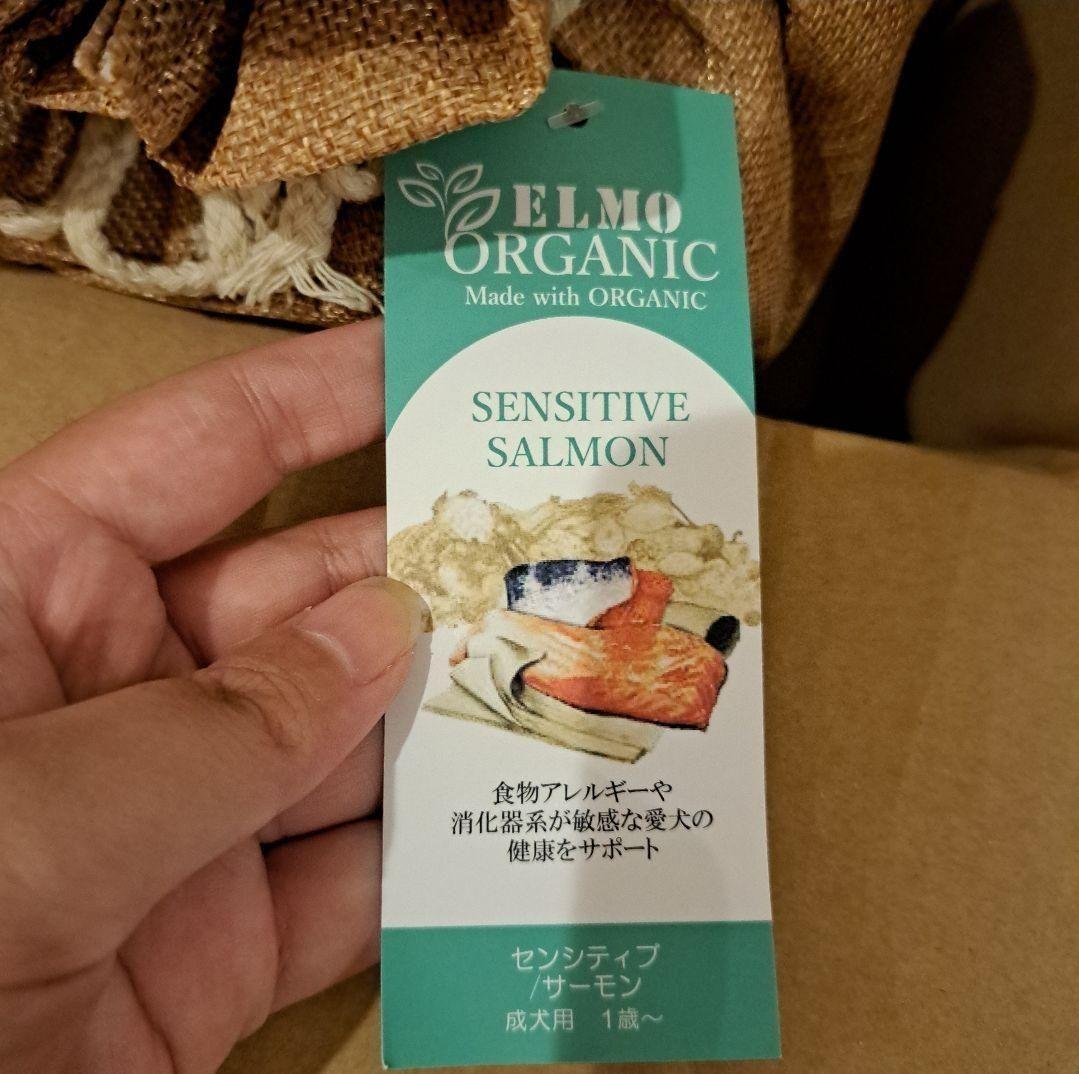 ELMO
ORGANIC
Made with ORGANIC
SENSITIVE
SALMON
食物アレルギーや
消化器系が敏感な愛犬の
健康をサポート
センシティブ
/サーモン
成犬用 1歳~